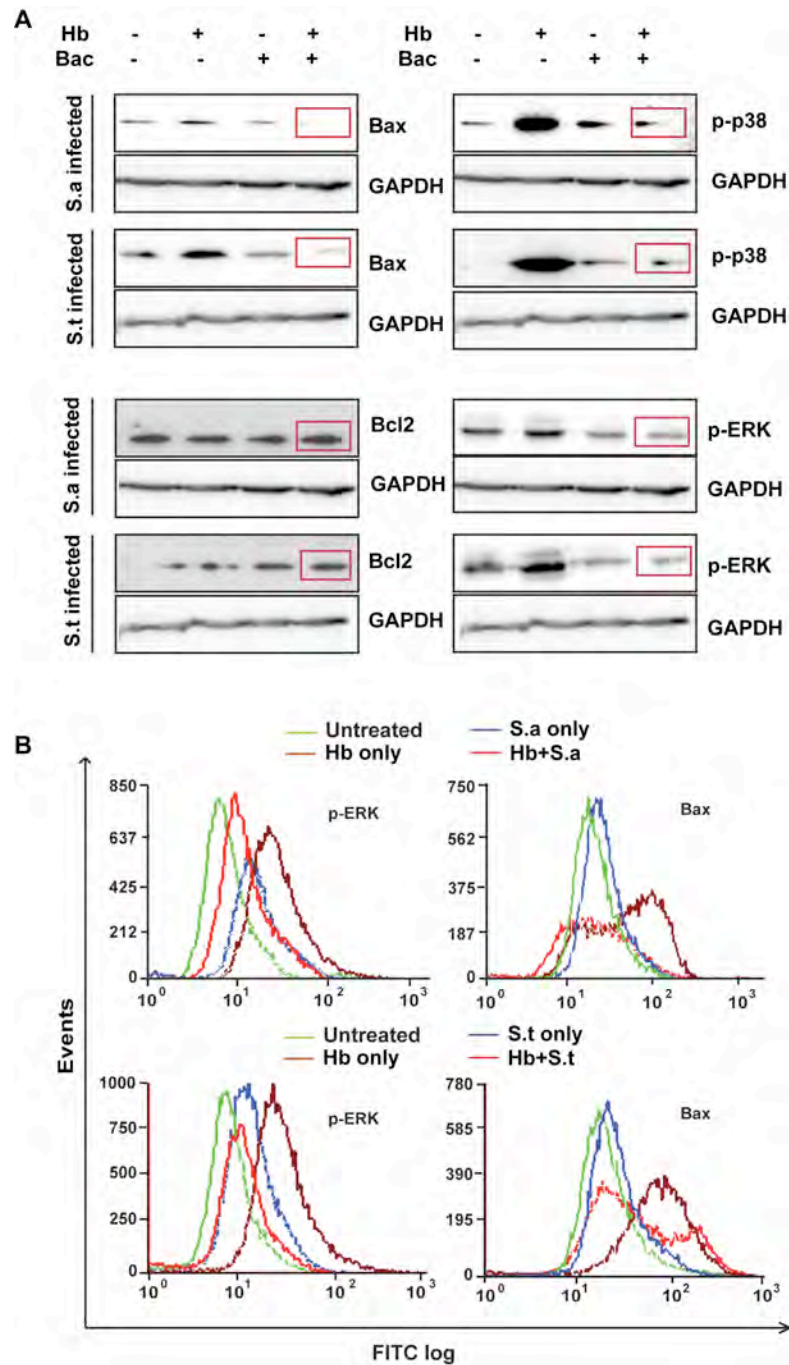 A
Hb - + - + Hb - + - +
Bac - - + + Bac - - + +
S.a infected
Bax p-p38
GAPDH GAPDH
S.t infected
Bax p-p38
GAPDH GAPDH
S.a infected
Bcl2 p-ERK
GAPDH GAPDH
S.t infected
Bcl2 p-ERK
GAPDH GAPDH
B
Untreated S.a only
Hb only Hb+S.a
850 750
p-ERK Bax
637 562
425 375
212 187
0 0
10⁰ 10¹ 10² 10³ 10⁰ 10¹ 10² 10³
Untreated S.t only
Hb only Hb+S.t
1000 780
p-ERK Bax
750 585
500 390
250 195
0 0
10⁰ 10¹ 10² 10³ 10⁰ 10¹ 10² 10³
Events
FITC log